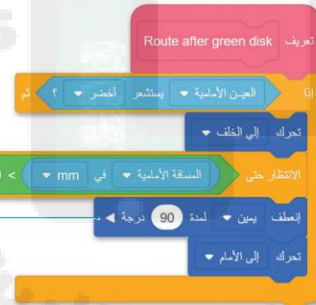 تعريف Route after green disk
إذا العين الأمامية يستشعر أخضر ؟ ثم
تحرك إلي الخلف
الانتظار حتى المسافة الأمامية في mm >
إنعطف يمين لمدة 90 درجة
تحرك إلى الأمام